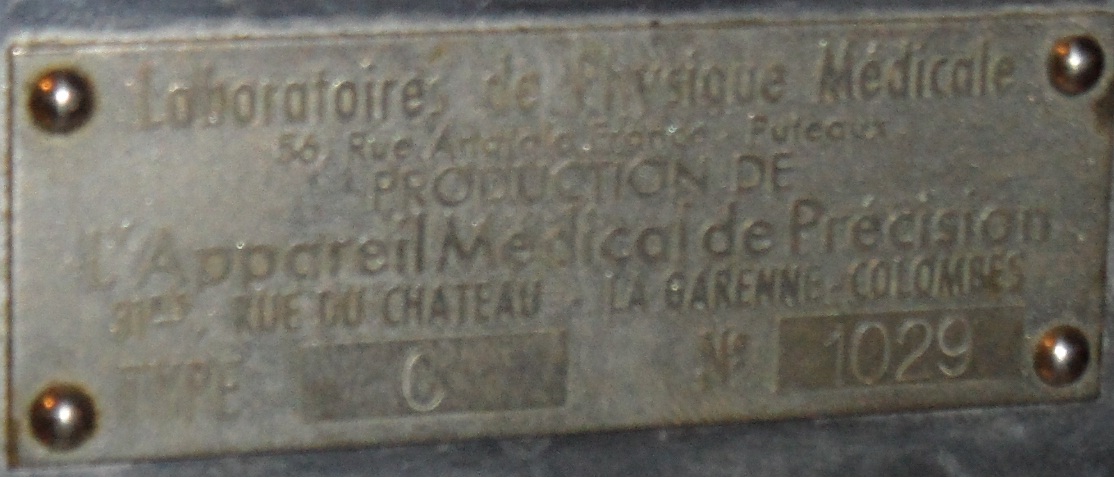 Laboratoires de Physique Médicale
56, Rue Anatole France - Puteaux
PRODUCTION DE
L'Appareil Médical de Précision
RUE DU CHATEAU - LA GARENNE-COLOMBES
TYPE C Nº 1029